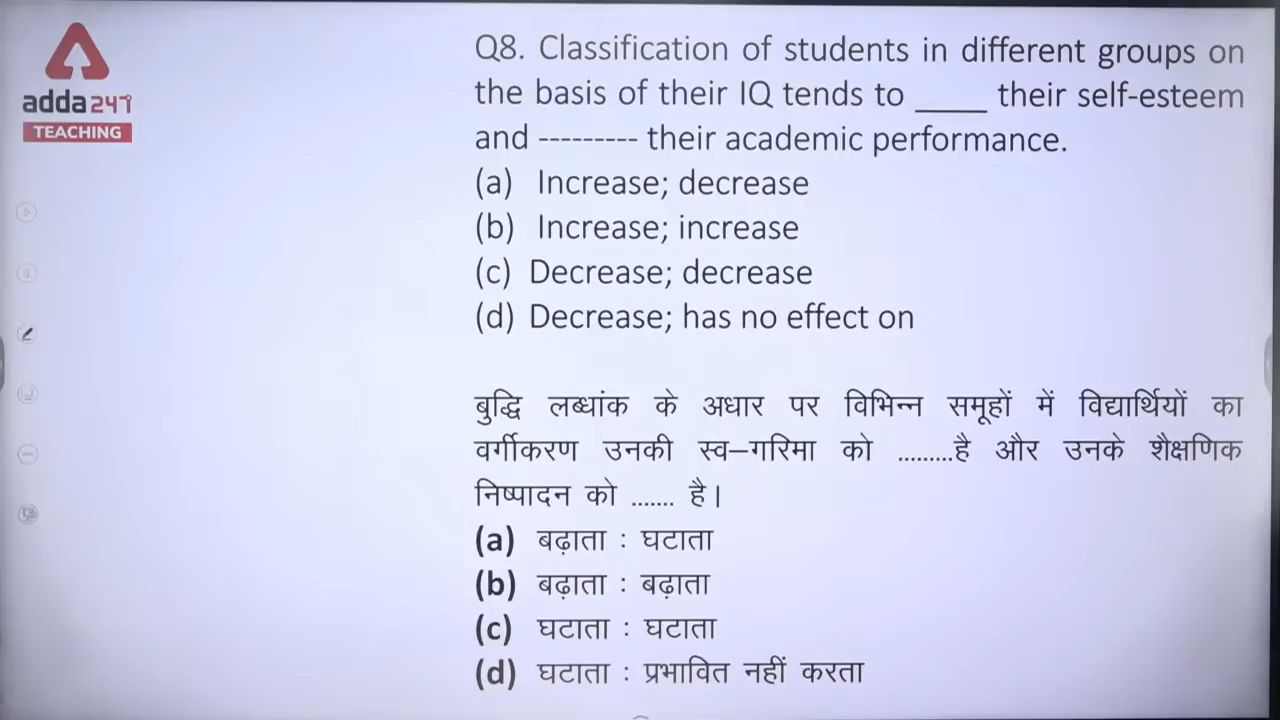 adda247
TEACHING
Q8. Classification of students in different groups on
the basis of their IQ tends to _____ their self-esteem
and --------- their academic performance.
(a) Increase; decrease
(b) Increase; increase
(c) Decrease; decrease
(d) Decrease; has no effect on
बुद्धि लब्धांक के अधार पर विभिन्न समूहों में विद्यार्थियों का
वर्गीकरण उनकी स्व–गरिमा को .........है और उनके शैक्षणिक
निष्पादन को ....... है।
(a) बढ़ाता : घटाता
(b) बढ़ाता : बढ़ाता
(c) घटाता : घटाता
(d) घटाता : प्रभावित नहीं करता